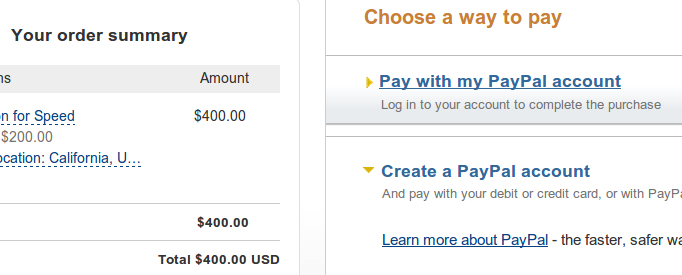 Your order summary
ns Amount
on for Speed $400.00
$200.00
ocation: California, U...
$400.00
Total $400.00 USD
Choose a way to pay
Pay with my PayPal account
Log in to your account to complete the purchase
Create a PayPal account
And pay with your debit or credit card, or with PayPa
Learn more about PayPal - the faster, safer wa